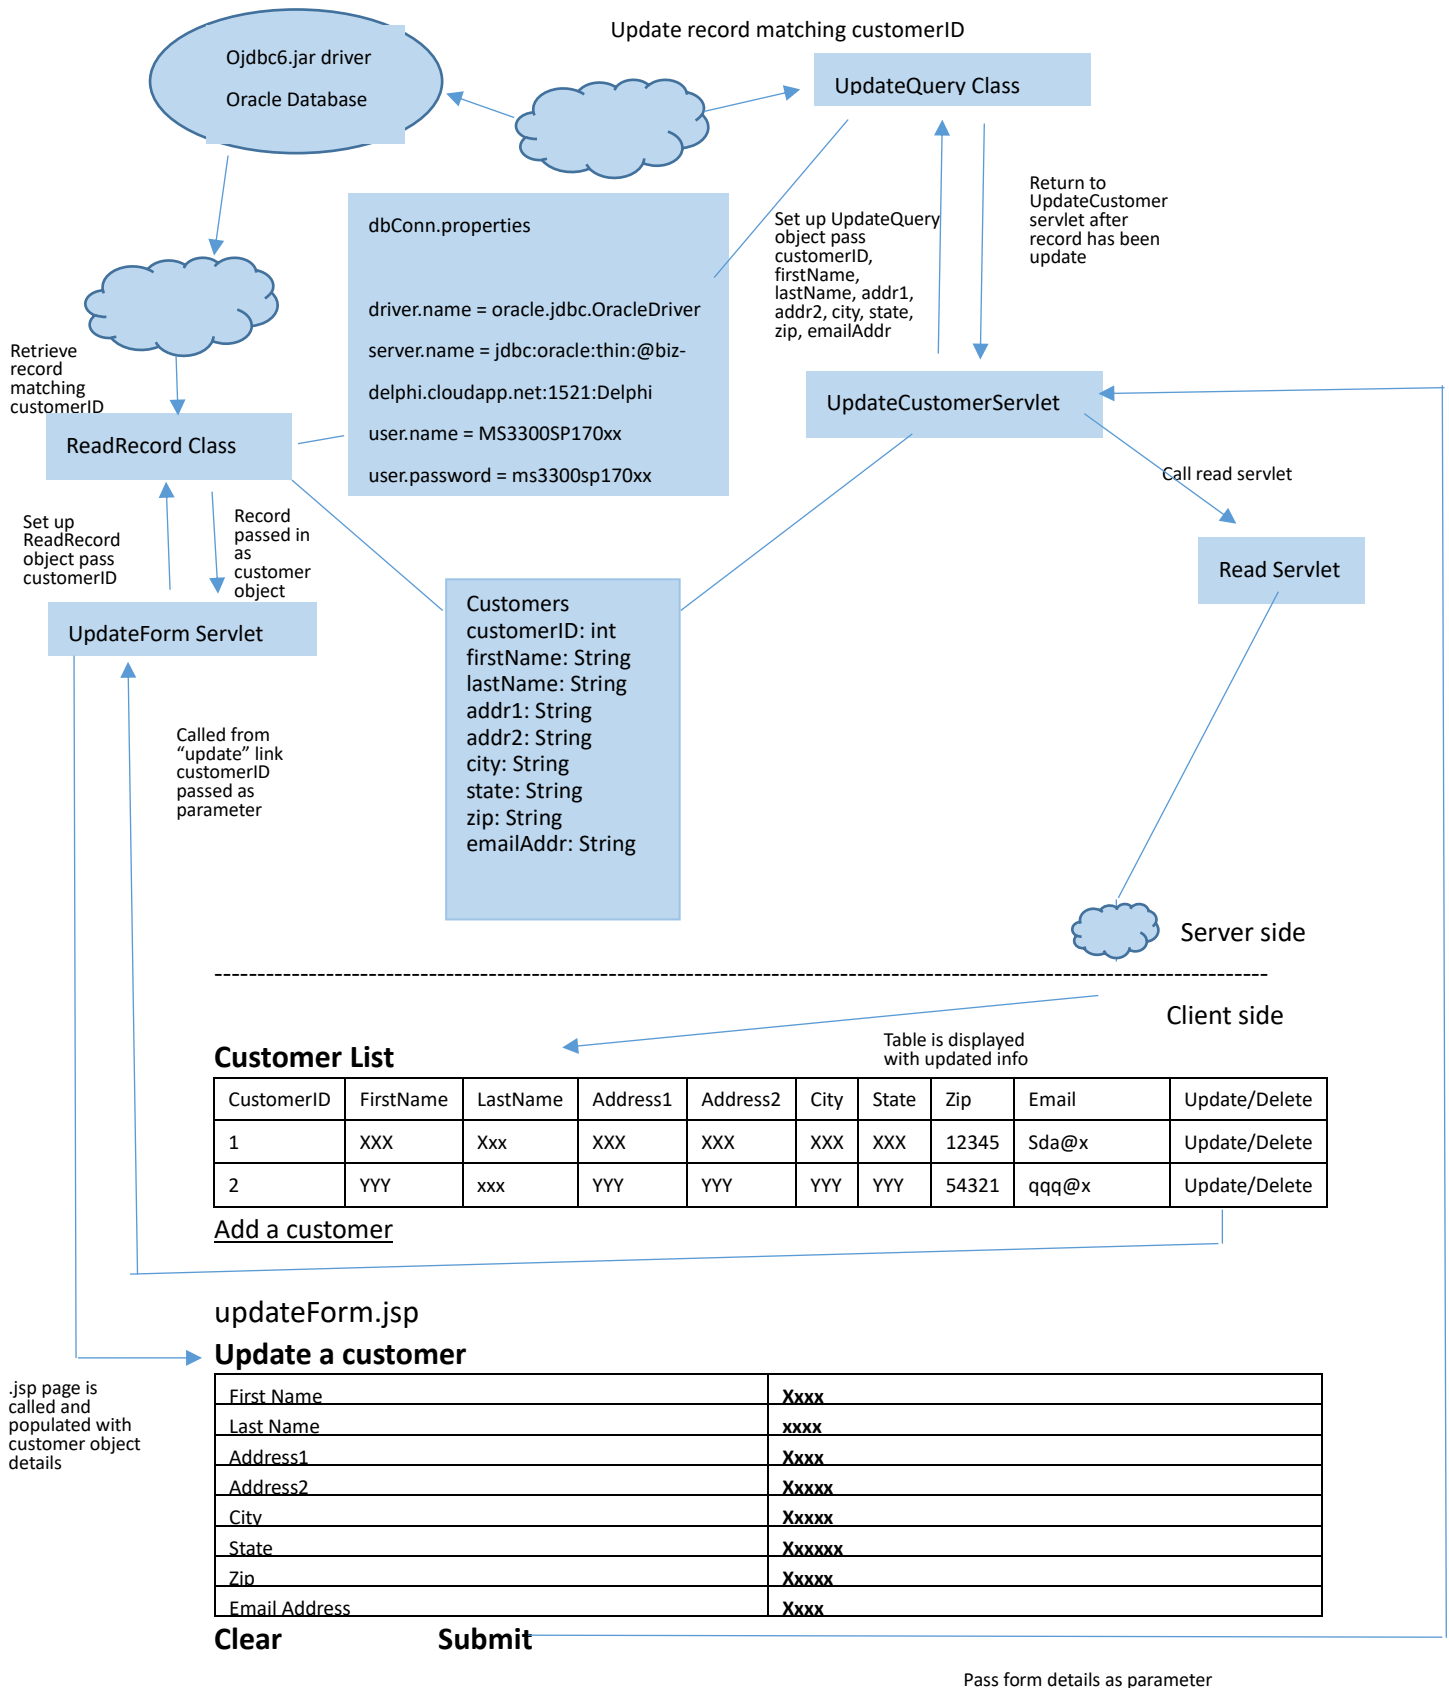 Update record matching customerID
Ojdbc6.jar driver
Oracle Database
UpdateQuery Class
Return to
UpdateCustomer
servlet after
record has been
update
Set up UpdateQuery
object pass
customerID,
firstName,
lastName, addr1,
addr2, city, state,
zip, emailAddr
dbConn.properties
driver.name = oracle.jdbc.OracleDriver
server.name = jdbc:oracle:thin:@biz-
delphi.cloudapp.net:1521:Delphi
user.name = MS3300SP170xx
user.password = ms3300sp170xx
Retrieve
record
matching
customerID
ReadRecord Class
UpdateCustomerServlet
Call read servlet
Set up
ReadRecord
object pass
customerID
Record
passed in
as
customer
object
Read Servlet
UpdateForm Servlet
Customers
customerID: int
firstName: String
lastName: String
addr1: String
addr2: String
city: String
state: String
zip: String
emailAddr: String
Called from
“update” link
customerID
passed as
parameter
Server side
--------------------------------------------------------------------------------------------------------------------------
Client side
Table is displayed
with updated info
Customer List
CustomerID FirstName LastName Address1 Address2 City State Zip Email Update/Delete
1 XXX Xxx XXX XXX XXX XXX 12345 Sda@x Update/Delete
2 YYY xxx YYY YYY YYY YYY 54321 qqq@x Update/Delete
Add a customer
updateForm.jsp
Update a customer
.jsp page is
called and
populated with
customer object
details
First Name Xxxx
Last Name xxxx
Address1 Xxxx
Address2 Xxxxx
City Xxxxx
State Xxxxxx
Zip Xxxxx
Email Address Xxxx
Clear Submit
Pass form details as parameter